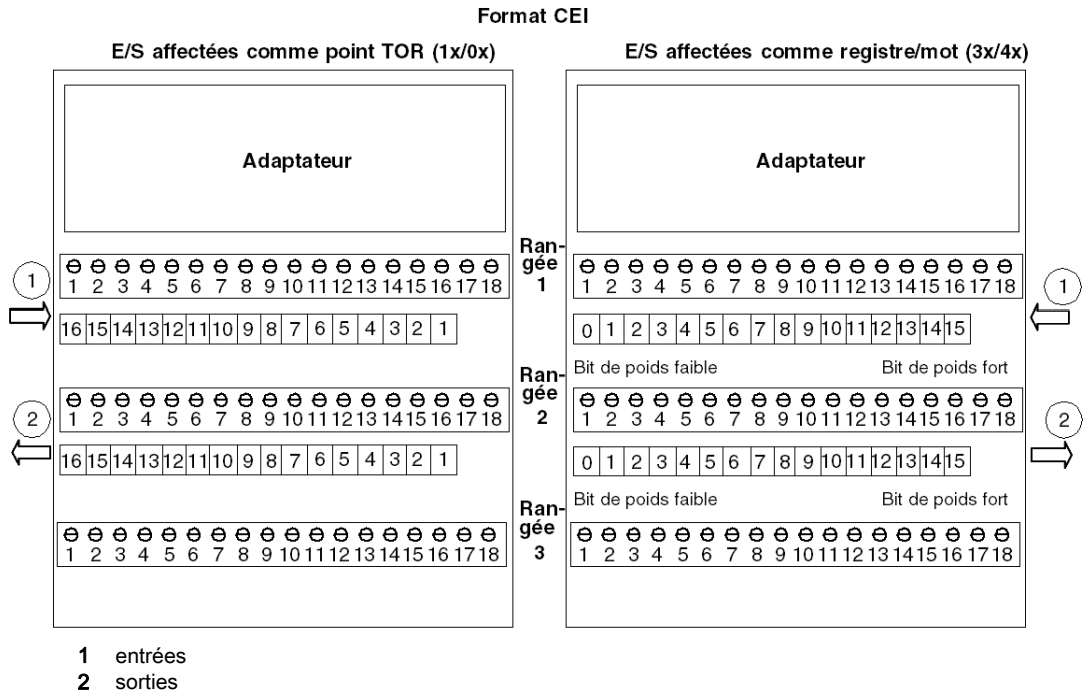 Format CEI
E/S affectées comme point TOR (1x/0x)
E/S affectées comme registre/mot (3x/4x)
Adaptateur
Adaptateur
Ran-
gée
1
1
1 2 3 4 5 6 7 8 9 10 11 12 13 14 15 16 17 18
1 2 3 4 5 6 7 8 9 10 11 12 13 14 15 16 17 18
1
16 15 14 13 12 11 10 9 8 7 6 5 4 3 2 1
0 1 2 3 4 5 6 7 8 9 10 11 12 13 14 15
Bit de poids faible
Bit de poids fort
Ran-
gée
2
2
1 2 3 4 5 6 7 8 9 10 11 12 13 14 15 16 17 18
1 2 3 4 5 6 7 8 9 10 11 12 13 14 15 16 17 18
2
16 15 14 13 12 11 10 9 8 7 6 5 4 3 2 1
0 1 2 3 4 5 6 7 8 9 10 11 12 13 14 15
Bit de poids faible
Bit de poids fort
Ran-
gée
3
1 2 3 4 5 6 7 8 9 10 11 12 13 14 15 16 17 18
1 2 3 4 5 6 7 8 9 10 11 12 13 14 15 16 17 18
1 entrées
2 sorties